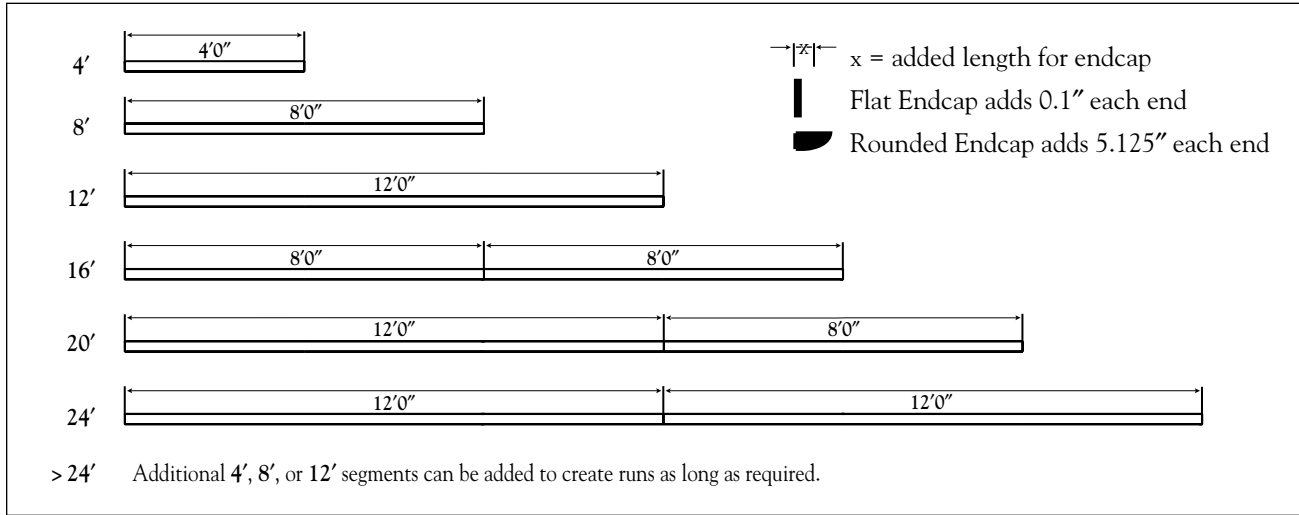 4′ 4′0″
x
x = added length for endcap
Flat Endcap adds 0.1″ each end
8′ 8′0″
Rounded Endcap adds 5.125″ each end
12′ 12′0″
16′ 8′0″ 8′0″
20′ 12′0″ 8′0″
24′ 12′0″ 12′0″
> 24′ Additional 4′, 8′, or 12′ segments can be added to create runs as long as required.